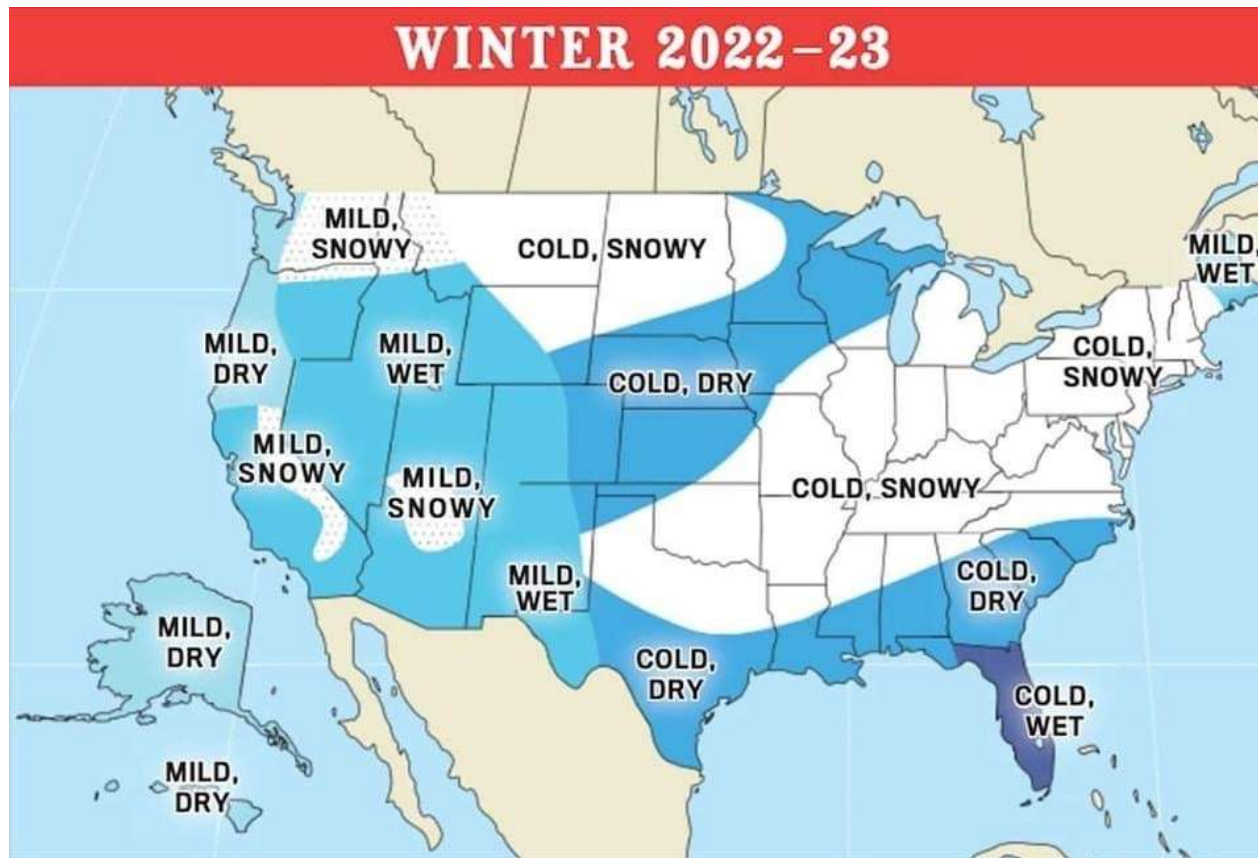 WINTER 2022–23
MILD,
SNOWY
COLD, SNOWY
MILD,
WET
MILD,
DRY
MILD,
WET
COLD, DRY
COLD,
SNOWY
MILD,
SNOWY
MILD,
SNOWY
COLD, SNOWY
MILD,
WET
COLD,
DRY
MILD,
DRY
COLD,
DRY
COLD,
WET
MILD,
DRY